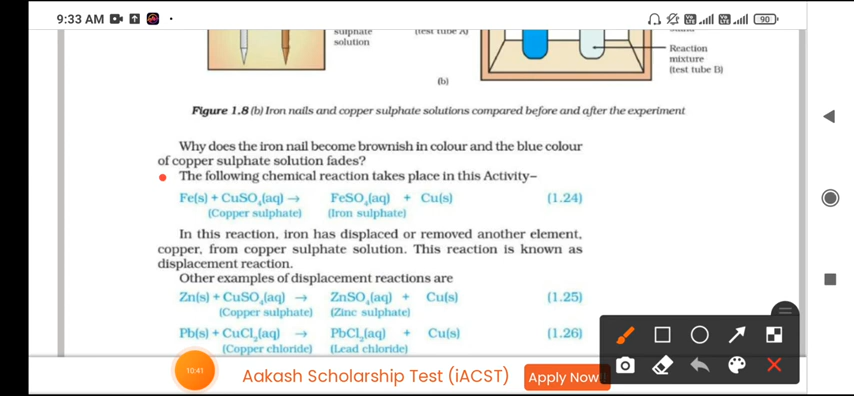 9:33 AM
90
sulphate
solution
(test tube A)
Reaction
mixture
(test tube B)
(b)
Figure 1.8 (b) Iron nails and copper sulphate solutions compared before and after the experiment
Why does the iron nail become brownish in colour and the blue colour
of copper sulphate solution fades?
The following chemical reaction takes place in this Activity–
Fe(s) + CuSO₄(aq) → FeSO₄(aq) + Cu(s) (1.24)
(Copper sulphate) (Iron sulphate)
In this reaction, iron has displaced or removed another element,
copper, from copper sulphate solution. This reaction is known as
displacement reaction.
Other examples of displacement reactions are
Zn(s) + CuSO₄(aq) → ZnSO₄(aq) + Cu(s) (1.25)
(Copper sulphate) (Zinc sulphate)
Pb(s) + CuCl₂(aq) → PbCl₂(aq) + Cu(s) (1.26)
(Copper chloride) (Lead chloride)
10:41
Aakash Scholarship Test (iACST) Apply Now!